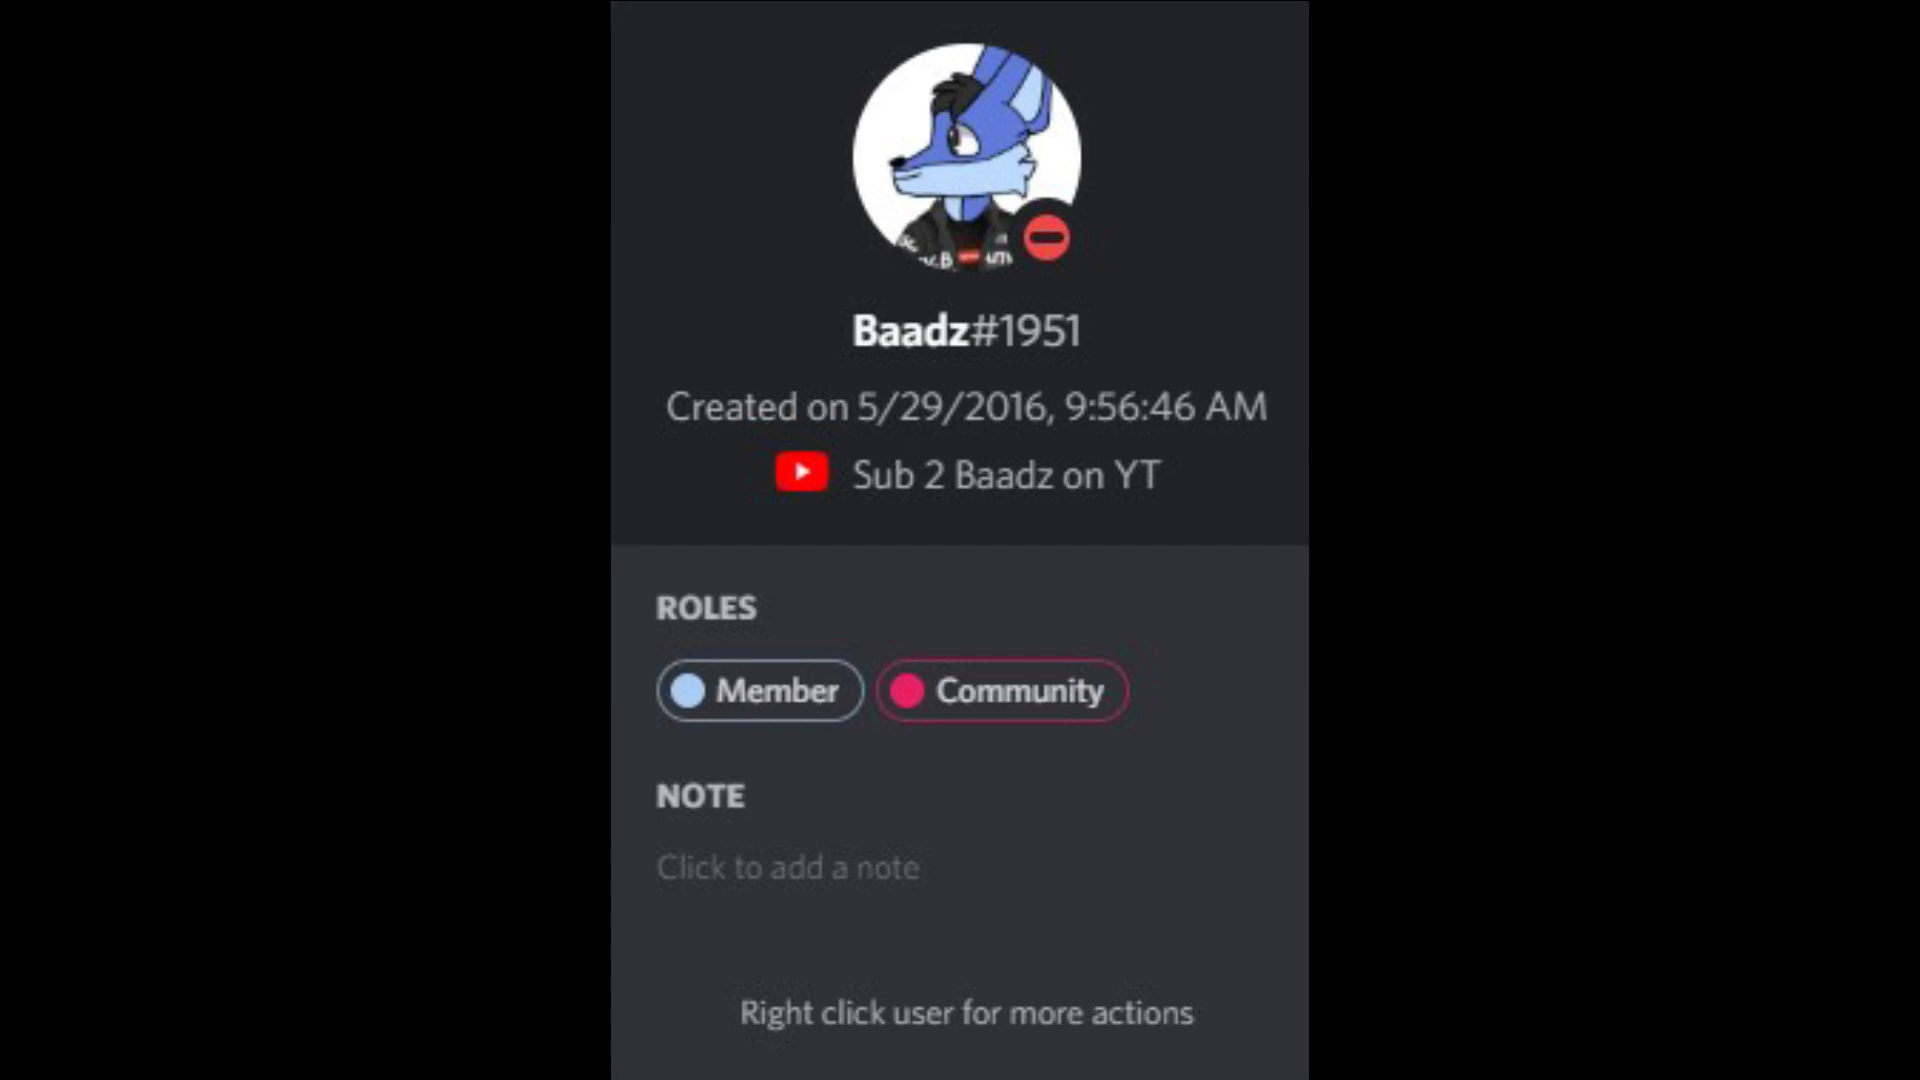 Baadz#1951
Created on 5/29/2016, 9:56:46 AM
Sub 2 Baadz on YT
ROLES
Member Community
NOTE
Click to add a note
Right click user for more actions